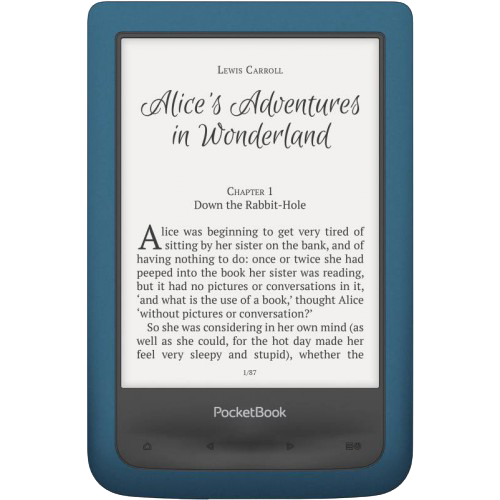 Lewis Carroll
Alice's Adventures
in Wonderland
Chapter 1
Down the Rabbit-Hole
Alice was beginning to get very tired of
sitting by her sister on the bank, and of
having nothing to do: once or twice she had
peeped into the book her sister was reading,
but it had no pictures or conversations in it,
‘and what is the use of a book,’ thought Alice
‘without pictures or conversation?’
So she was considering in her own mind (as
well as she could, for the hot day made her
feel very sleepy and stupid), whether the
1/87
PocketBook